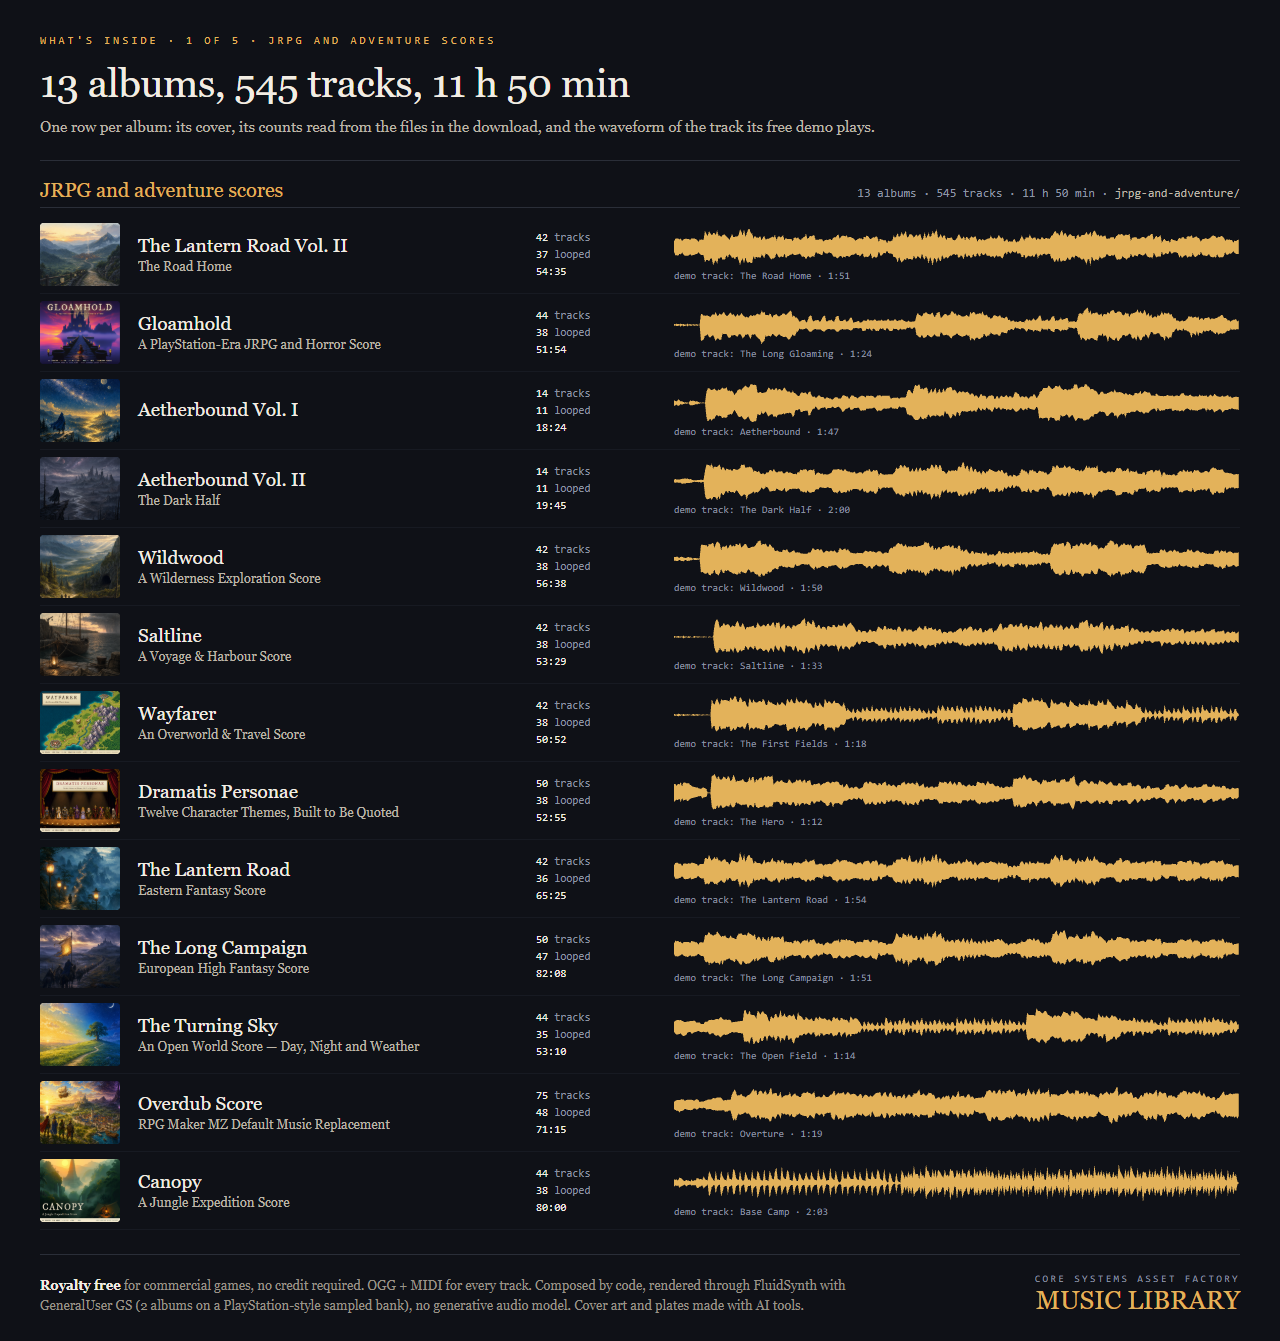 WHAT'S INSIDE · 1 OF 5 · JRPG AND ADVENTURE SCORES
13 albums, 545 tracks, 11 h 50 min
One row per album: its cover, its counts read from the files in the download, and the waveform of the track its free demo plays.
JRPG and adventure scores
13 albums · 545 tracks · 11 h 50 min · jrpg-and-adventure/
The Lantern Road Vol. II
The Road Home
42 tracks
37 looped
54:35
demo track: The Road Home · 1:51
GLOAMHOLD
Gloamhold
A PlayStation-Era JRPG and Horror Score
44 tracks
38 looped
51:54
demo track: The Long Gloaming · 1:24
Aetherbound Vol. I
14 tracks
11 looped
18:24
demo track: Aetherbound · 1:47
Aetherbound Vol. II
The Dark Half
14 tracks
11 looped
19:45
demo track: The Dark Half · 2:00
Wildwood
A Wilderness Exploration Score
42 tracks
38 looped
56:38
demo track: Wildwood · 1:50
Saltline
A Voyage & Harbour Score
42 tracks
38 looped
53:29
demo track: Saltline · 1:33
WAYFARER
Wayfarer
An Overworld & Travel Score
42 tracks
38 looped
50:52
demo track: The First Fields · 1:18
DRAMATIS PERSONAE
Dramatis Personae
Twelve Character Themes, Built to Be Quoted
50 tracks
38 looped
52:55
demo track: The Hero · 1:12
The Lantern Road
Eastern Fantasy Score
42 tracks
36 looped
65:25
demo track: The Lantern Road · 1:54
The Long Campaign
European High Fantasy Score
50 tracks
47 looped
82:08
demo track: The Long Campaign · 1:51
The Turning Sky
An Open World Score — Day, Night and Weather
44 tracks
35 looped
53:10
demo track: The Open Field · 1:14
Overdub Score
RPG Maker MZ Default Music Replacement
75 tracks
48 looped
71:15
demo track: Overture · 1:19
CANOPY
Canopy
A Jungle Expedition Score
44 tracks
38 looped
80:00
demo track: Base Camp · 2:03
Royalty free for commercial games, no credit required. OGG + MIDI for every track. Composed by code, rendered through FluidSynth with
GeneralUser GS (2 albums on a PlayStation-style sampled bank), no generative audio model. Cover art and plates made with AI tools.
CORE SYSTEMS ASSET FACTORY
MUSIC LIBRARY